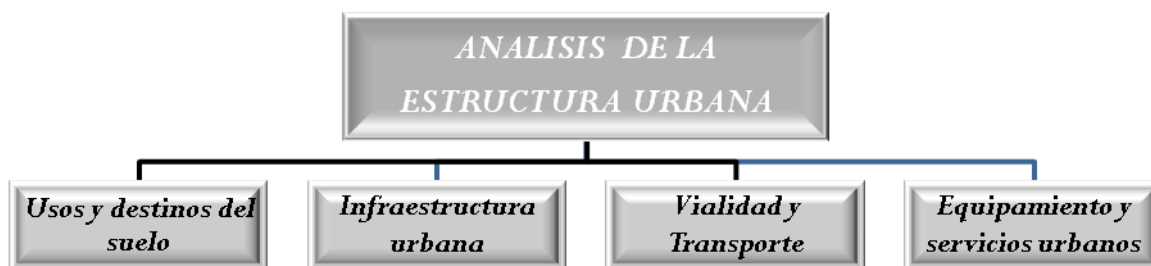 ANALISIS DE LA
ESTRUCTURA URBANA
Usos y destinos del
suelo
Infraestructura
urbana
Vialidad y
Transporte
Equipamiento y
servicios urbanos